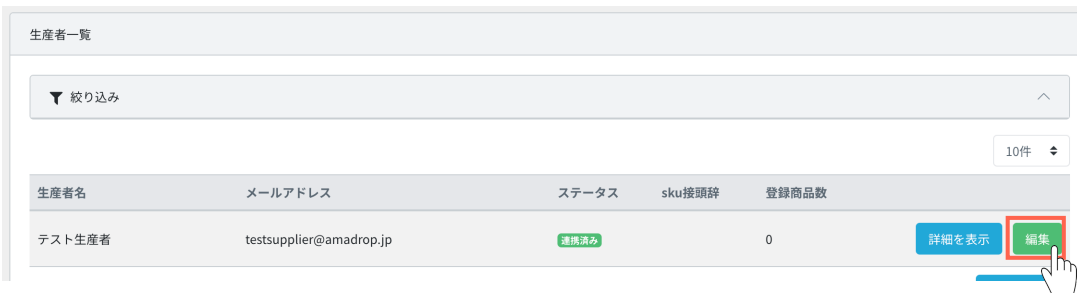 生産者一覧
絞り込み
10件
生産者名 メールアドレス ステータス sku接頭辞 登録商品数
テスト生産者 testsupplier@amadrop.jp 連携済み 0 詳細を表示 編集